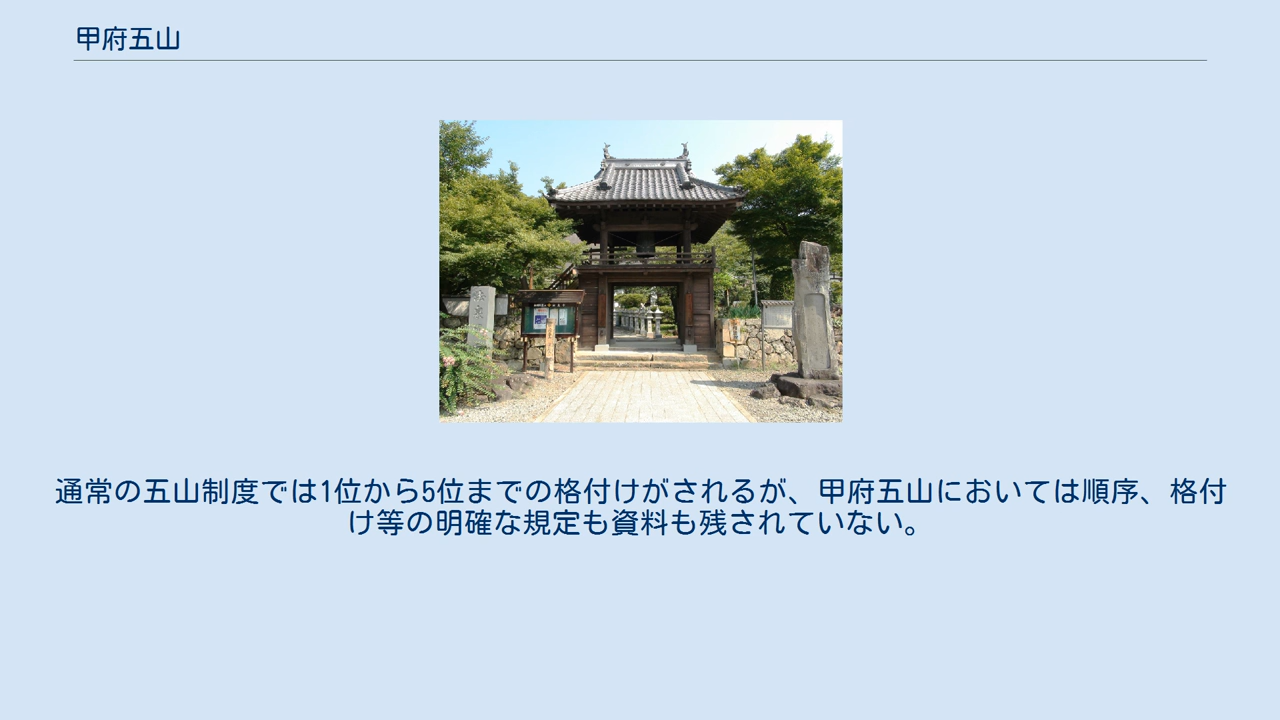 甲府五山
通常の五山制度では1位から5位までの格付けがされるが、甲府五山においては順序、格付
け等の明確な規定も資料も残されていない。